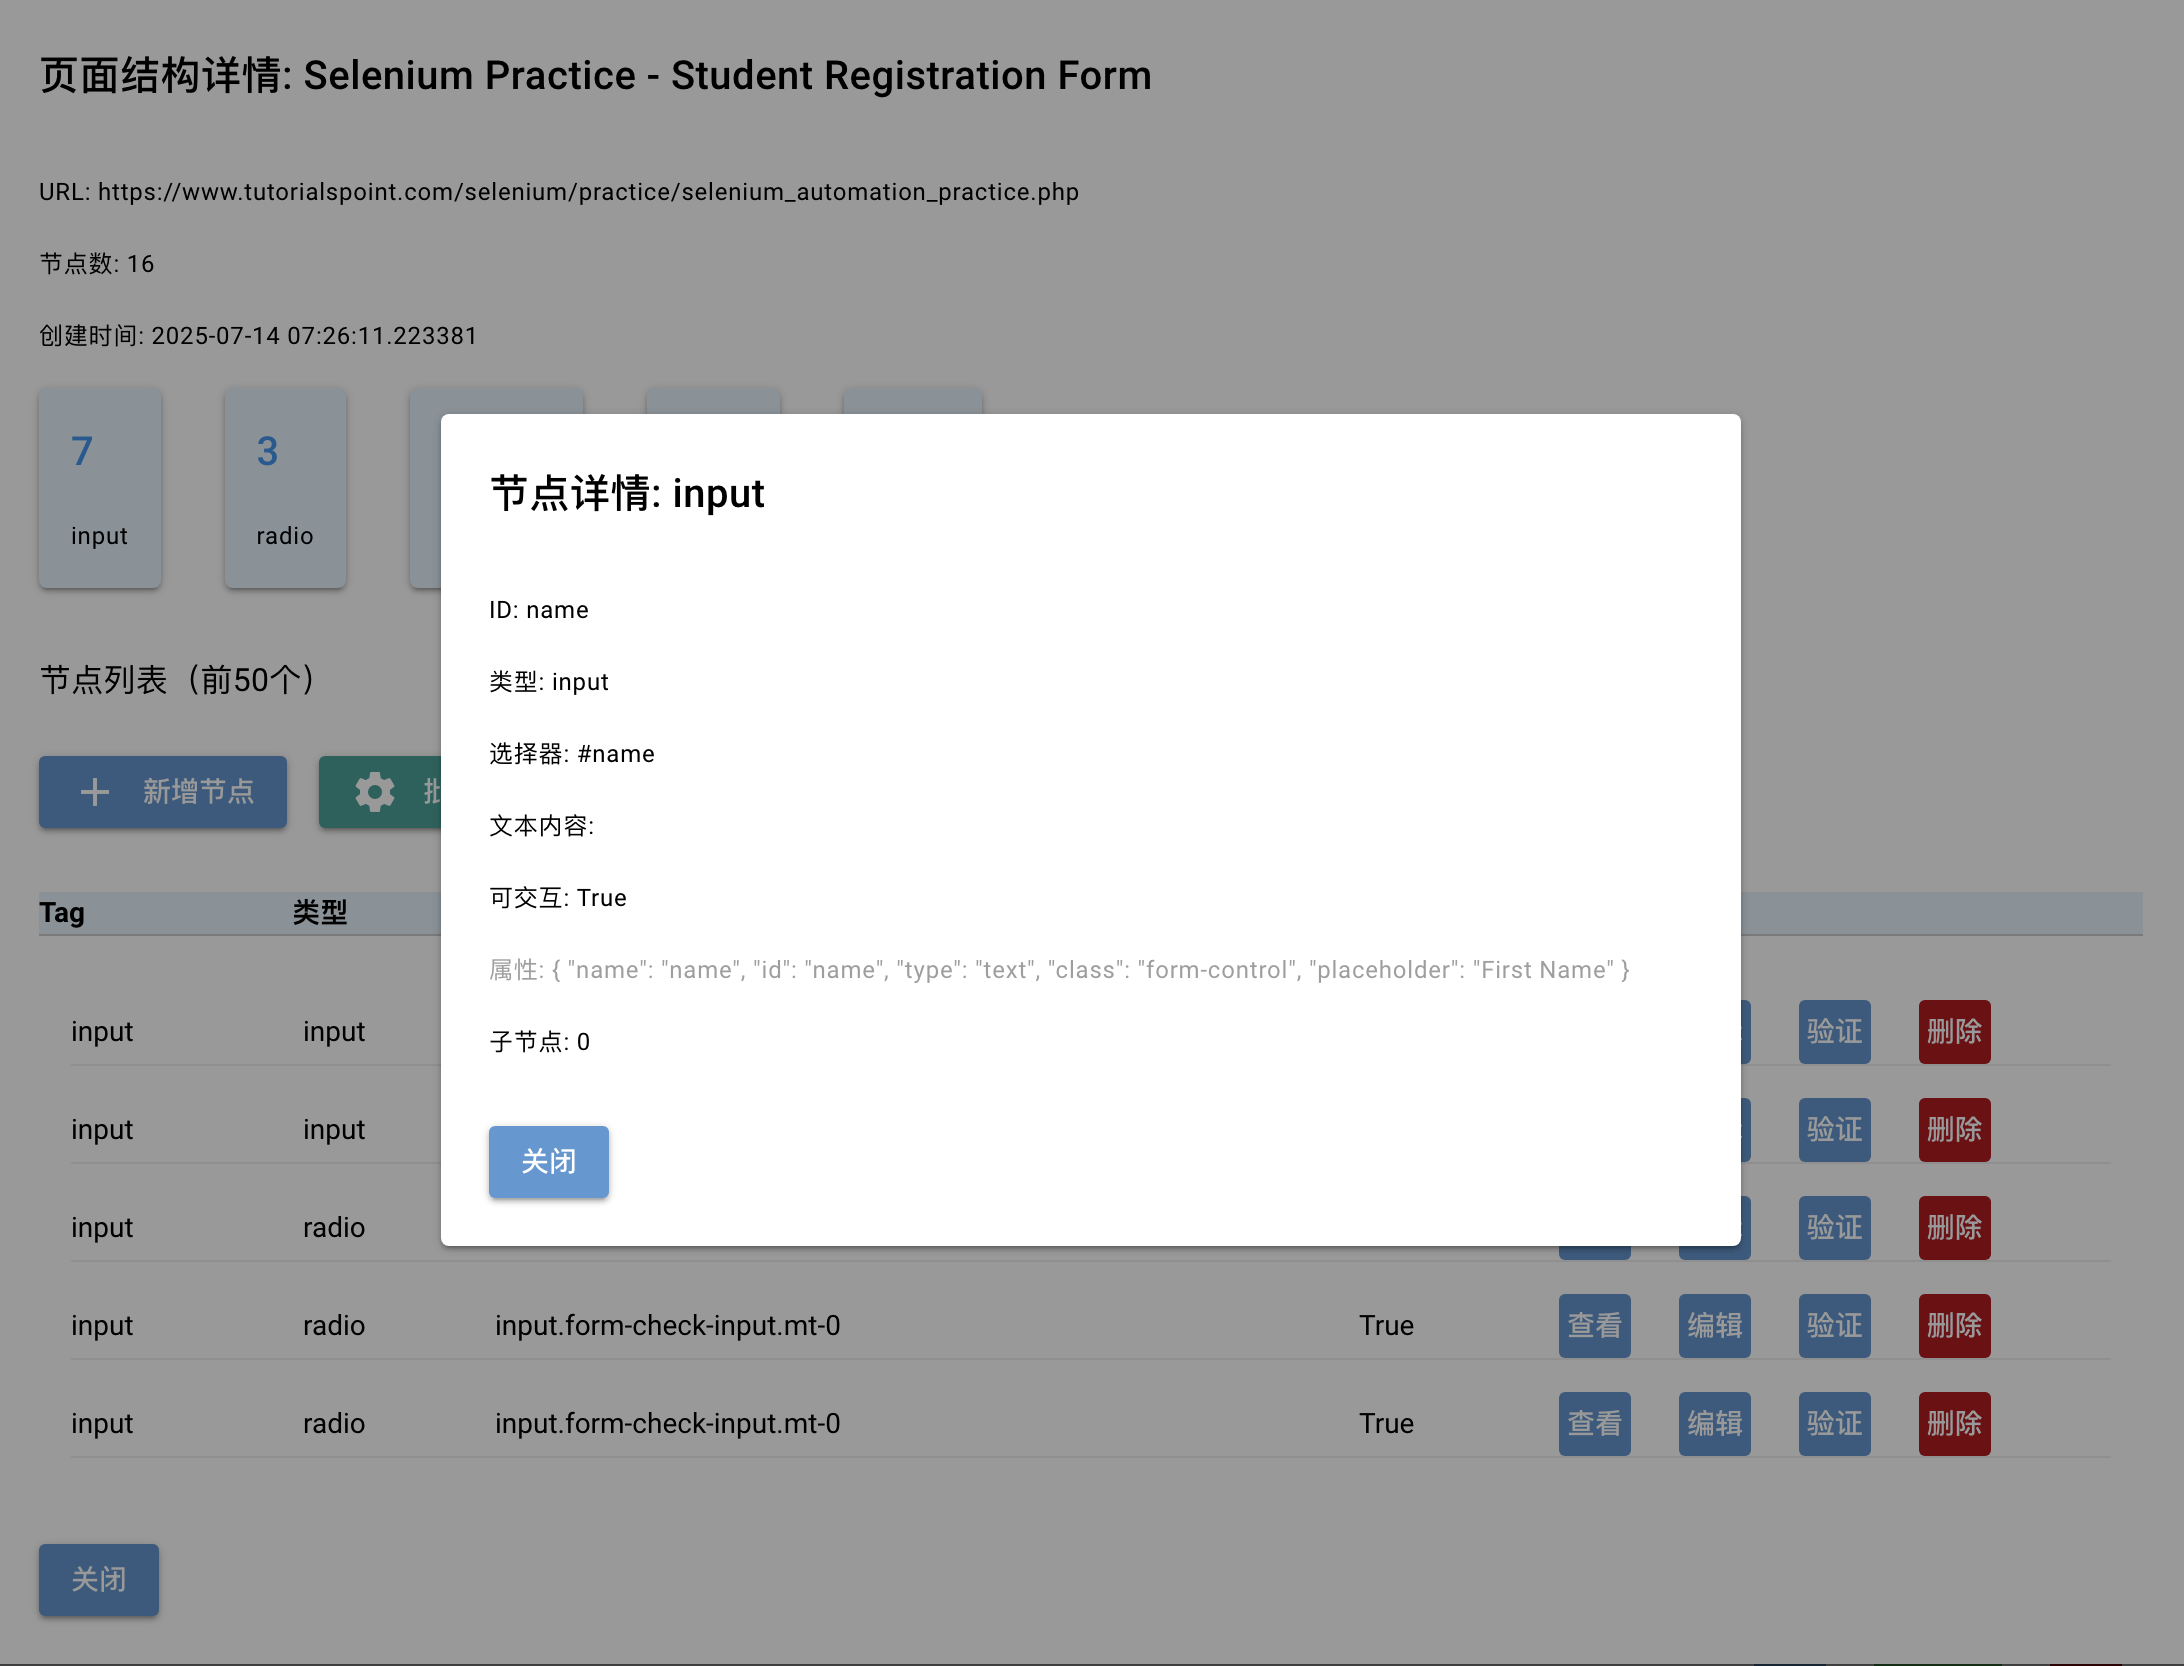 页面结构详情: Selenium Practice - Student Registration Form
URL: https://www.tutorialspoint.com/selenium/practice/selenium_automation_practice.php
节点数: 16
创建时间: 2025-07-14 07:26:11.223381
7
3
input
radio
节点列表（前50个）
新增节点
Tag 类型
input input 验证 删除
input input 验证 删除
input radio 验证 删除
input radio input.form-check-input.mt-0 True 查看 编辑 验证 删除
input radio input.form-check-input.mt-0 True 查看 编辑 验证 删除
关闭
节点详情: input
ID: name
类型: input
选择器: #name
文本内容:
可交互: True
属性: { "name": "name", "id": "name", "type": "text", "class": "form-control", "placeholder": "First Name" }
子节点: 0
关闭